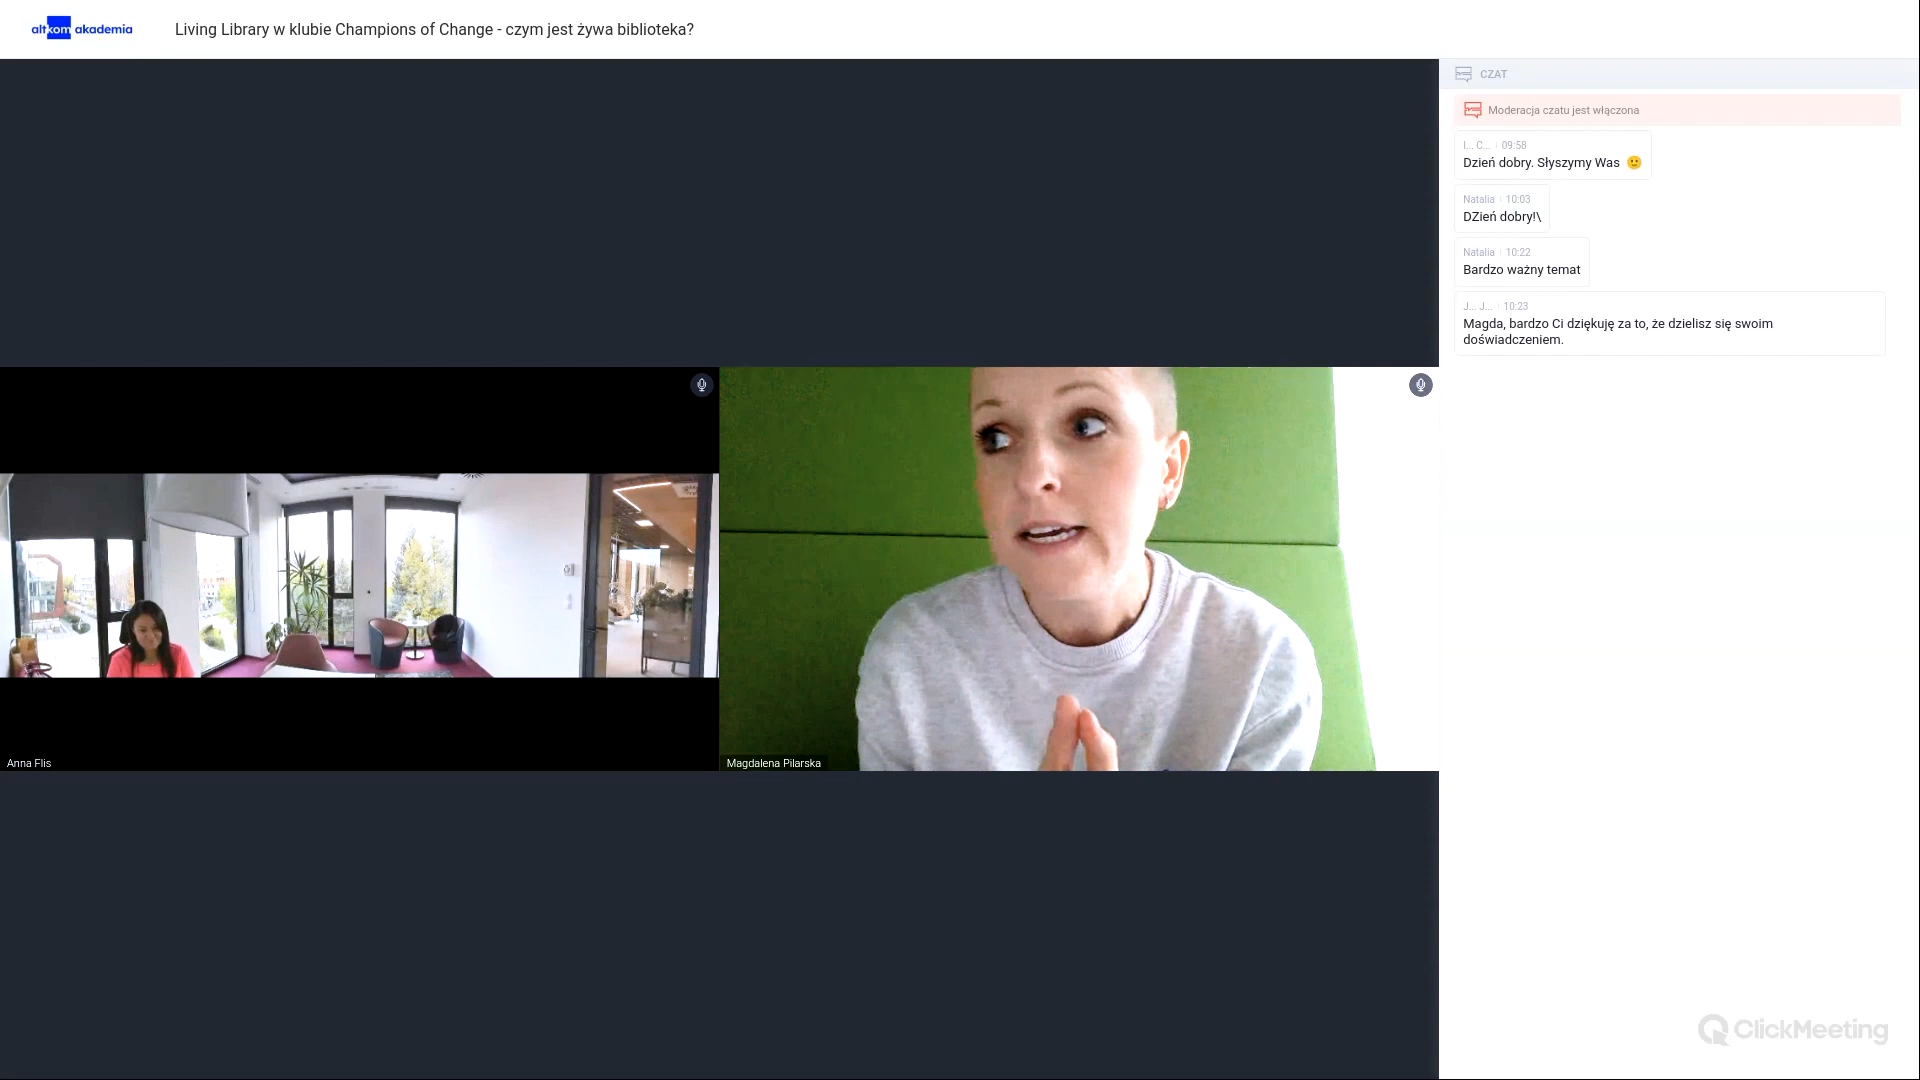 altkom akademia
Living Library w klubie Champions of Change - czym jest żywa biblioteka?
CZAT
Moderacja czatu jest włączona
I... C... 09:58
Dzień dobry. Słyszymy Was 🙂
Natalia 10:03
DZień dobry!\
Natalia 10:22
Bardzo ważny temat
J... J... 10:23
Magda, bardzo Ci dziękuję za to, że dzielisz się swoim
doświadczeniem.
Anna Flis
Magdalena Pilarska
ClickMeeting